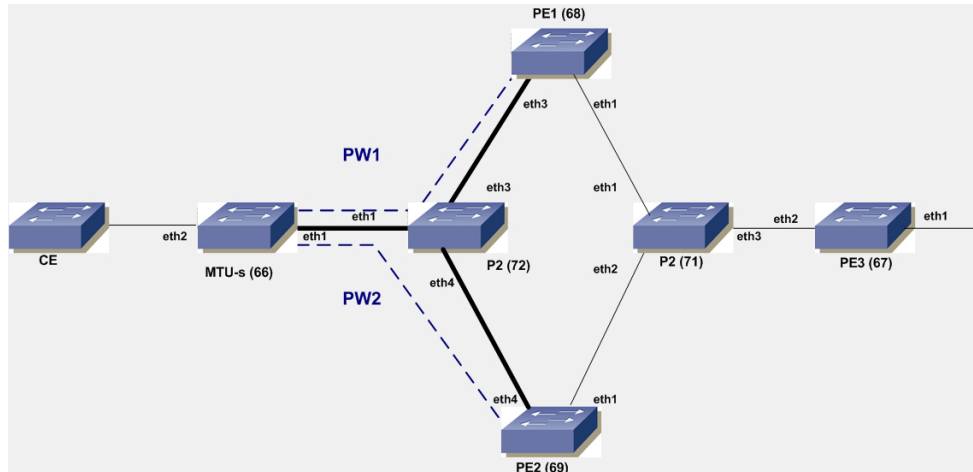 PE1 (68)
eth3
eth1
PW1
eth3
eth1
eth1
eth2
eth1
eth2
eth1
eth3
CE
MTU-s (66)
P2 (72)
P2 (71)
PE3 (67)
eth4
eth2
PW2
eth4
eth1
PE2 (69)